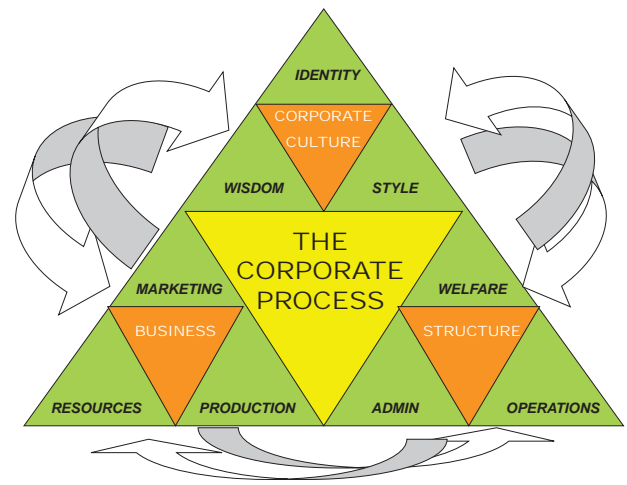 IDENTITY
CORPORATE
CULTURE
WISDOM
STYLE
THE
CORPORATE
PROCESS
MARKETING
WELFARE
BUSINESS
STRUCTURE
RESOURCES
PRODUCTION
ADMIN
OPERATIONS